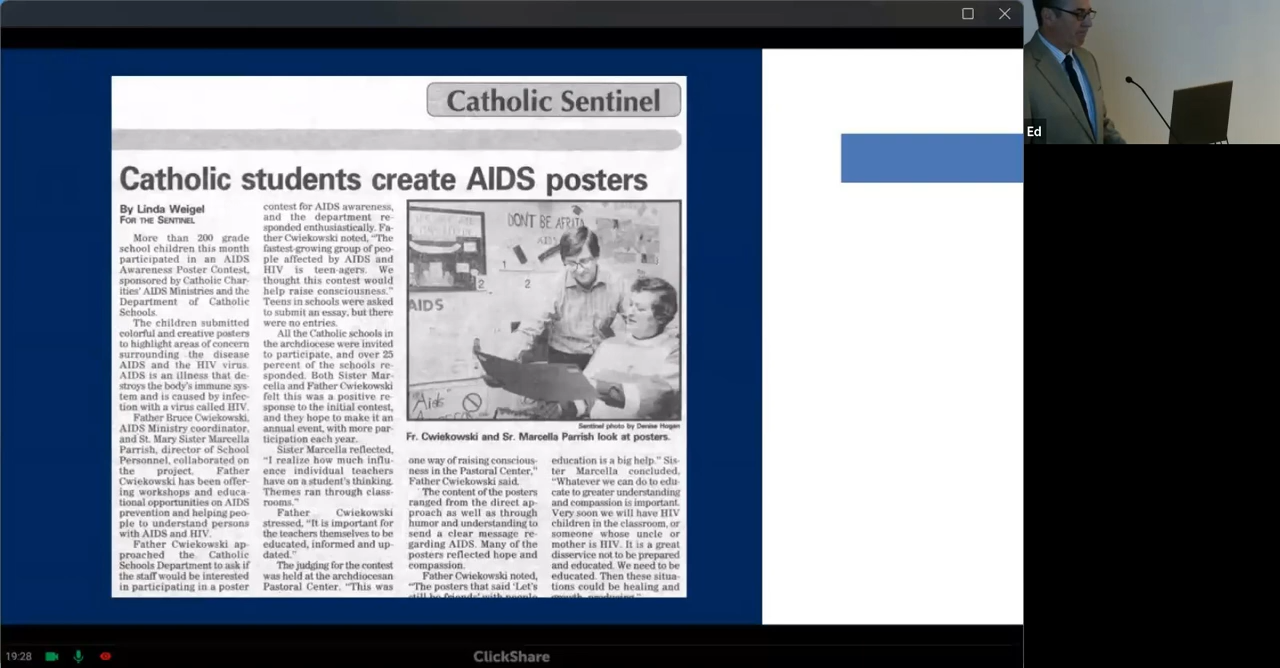 Catholic Sentinel
Catholic students create AIDS posters
By Linda Weigel
FOR THE SENTINEL
More than 200 grade
school children this month
participated in an AIDS
Awareness Poster Contest,
sponsored by Catholic Char-
ities' AIDS Ministries and the
Department of Catholic
Schools.
The children submitted
colorful and creative posters
to highlight areas of concern
surrounding the disease
AIDS and the HIV virus.
AIDS is an illness that de-
stroys the body's immune sys-
tem and is caused by infec-
tion with a virus called HIV.
Father Bruce Cwiekowski,
AIDS Ministry coordinator,
and St. Mary Sister Marcella
Parrish, director of School
Personnel, collaborated on
the project. Father
Cwiekowski has been offer-
ing workshops and educa-
tional opportunities on AIDS
prevention and helping peo-
ple to understand persons
with AIDS and HIV.
Father Cwiekowski ap-
proached the Catholic
Schools Department to ask if
the staff would be interested
in participating in a poster
contest for AIDS awareness,
and the department re-
sponded enthusiastically. Fa-
ther Cwiekowski noted, "The
fastest-growing group of peo-
ple affected by AIDS and
HIV is teen-agers. We
thought this contest would
help raise consciousness."
Teens in schools were asked
to submit an essay, but there
were no entries.
All the Catholic schools in
the archdiocese were invited
to participate, and over 25
percent of the schools re-
sponded. Both Sister Mar-
cella and Father Cwiekowski
felt this was a positive re-
sponse to the initial contest,
and they hope to make it an
annual event, with more par-
ticipation each year.
Sister Marcella reflected,
"I realize how much influ-
ence individual teachers
have on a student's thinking.
Themes ran through class-
rooms."
Father Cwiekowski
stressed, "It is important for
the teachers themselves to be
educated, informed and up-
dated."
The judging for the contest
was held at the archdiocesan
Pastoral Center. "This was
DON'T BE AFRAID
AIDS
1
2
2
AIDS
Aids
Sentinel photo by Denise Hogan
Fr. Cwiekowski and Sr. Marcella Parrish look at posters.
one way of raising conscious-
ness in the Pastoral Center,"
Father Cwiekowski said.
The content of the posters
ranged from the direct ap-
proach as well as through
humor and understanding to
send a clear message re-
garding AIDS. Many of the
posters reflected hope and
compassion.
Father Cwiekowski noted,
"The posters that said 'Let's
still be friends' with people
education is a big help." Sis-
ter Marcella concluded,
"Whatever we can do to edu-
cate to greater understanding
and compassion is important.
Very soon we will have HIV
children in the classroom, or
someone whose uncle or
mother is HIV. It is a great
disservice not to be prepared
and educated. We need to be
educated. Then these situa-
tions could be healing and
Ed
19:28
ClickShare